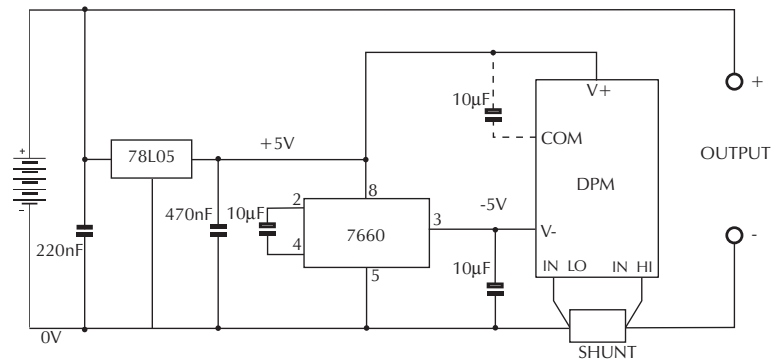 V+
10µF
+
COM
78L05
+5V
OUTPUT
DPM
+
8
2
-5V
470nF
10µF
3
7660
V-
-
-
4
220nF
10µF
IN LO
IN HI
5
0V
SHUNT